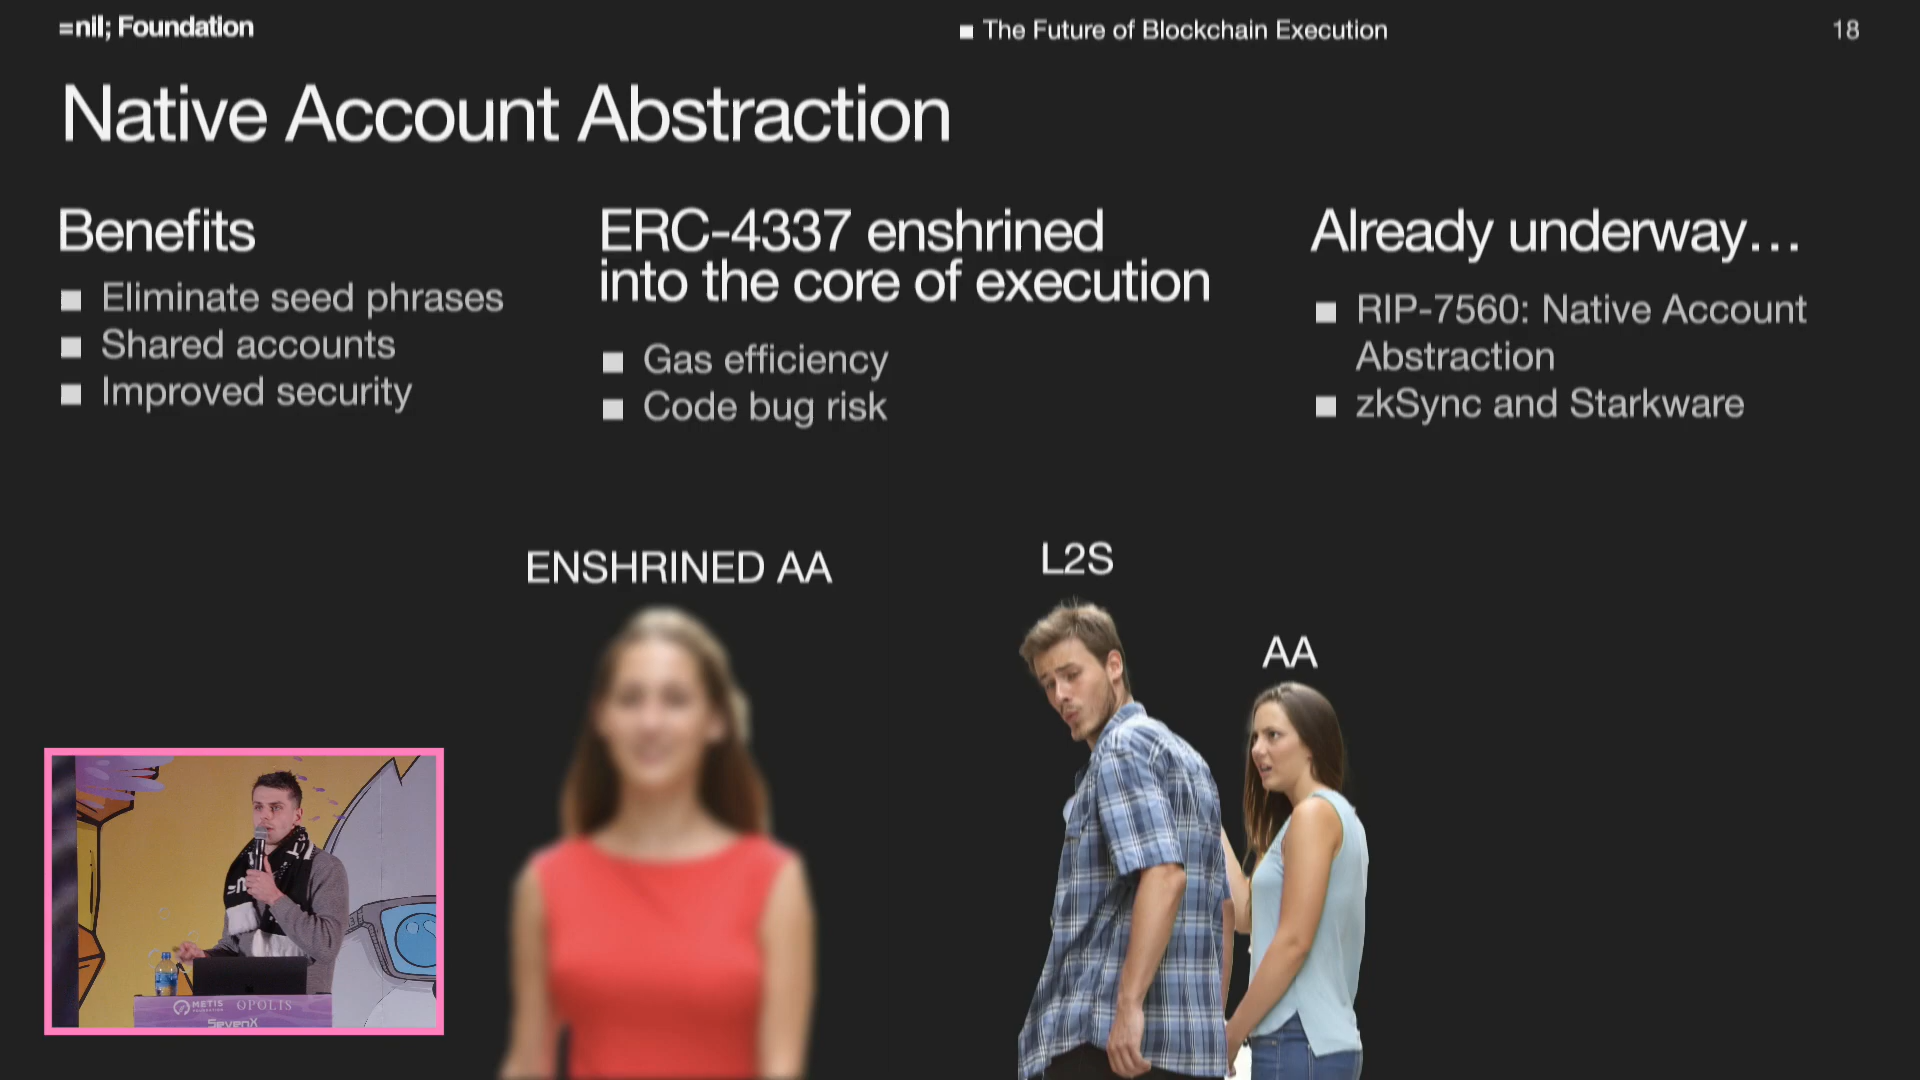 =nil; Foundation
The Future of Blockchain Execution
18
Native Account Abstraction
Benefits
Eliminate seed phrases
Shared accounts
Improved security
ERC-4337 enshrined
into the core of execution
Gas efficiency
Code bug risk
Already underway...
RIP-7560: Native Account
Abstraction
zkSync and Starkware
ENSHRINED AA
L2S
AA
METIS
OPOLIS
SevenX